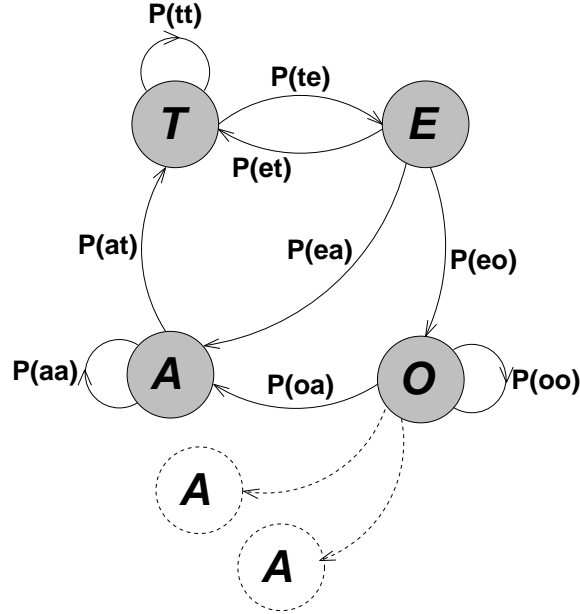 P(tt)
P(te)
T
E
P(et)
P(at)
P(ea)
P(eo)
P(aa)
A
P(oa)
O
P(oo)
A
A